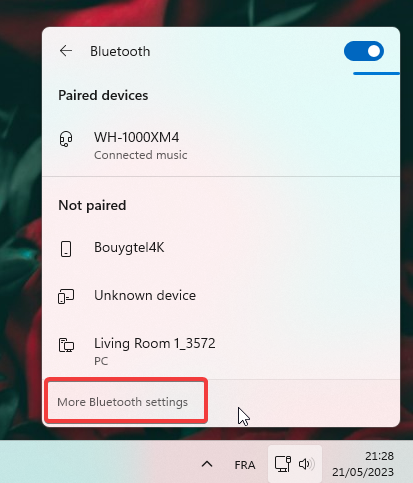 Bluetooth
Paired devices
WH-1000XM4
Connected music
Not paired
Bouygtel4K
Unknown device
Living Room 1_3572
PC
More Bluetooth settings
FRA
21:28
21/05/2023